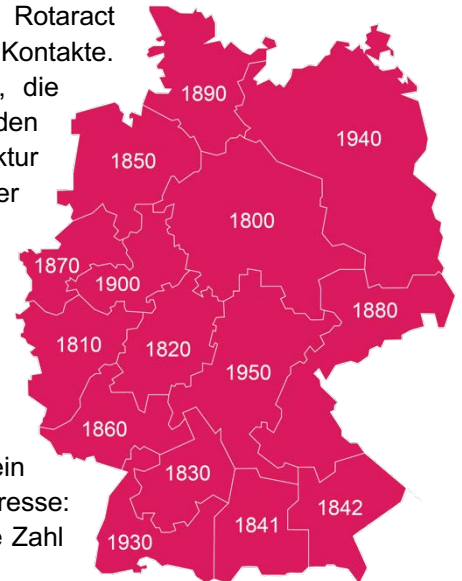 Rotaract
Kontakte.
, die
den
ktur
er
1890
1940
1850
1800
1870
1900
1880
1810
1820
1950
1860
ein
1830
resse:
1842
1841
e Zahl
1930